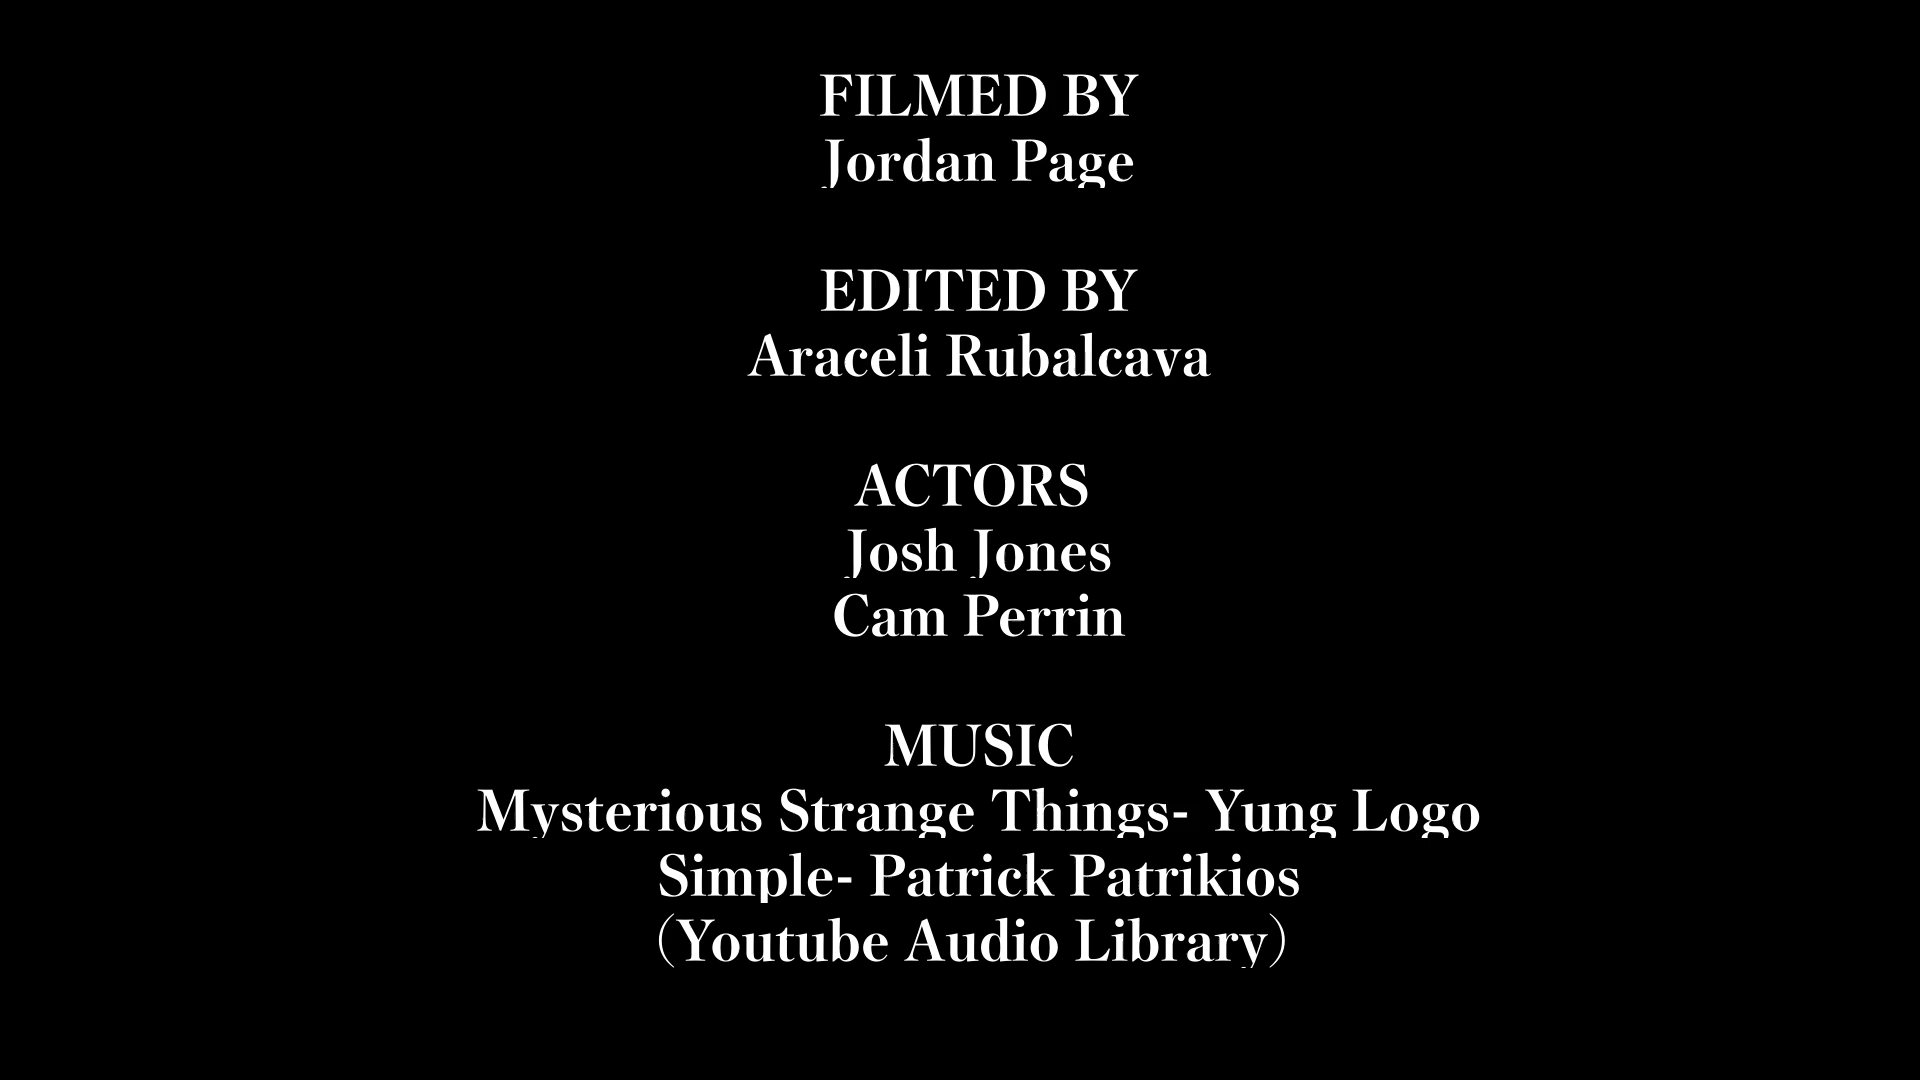 FILMED BY
Jordan Page
EDITED BY
Araceli Rubalcava
ACTORS
Josh Jones
Cam Perrin
MUSIC
Mysterious Strange Things- Yung Logo
Simple- Patrick Patrikios
(Youtube Audio Library)